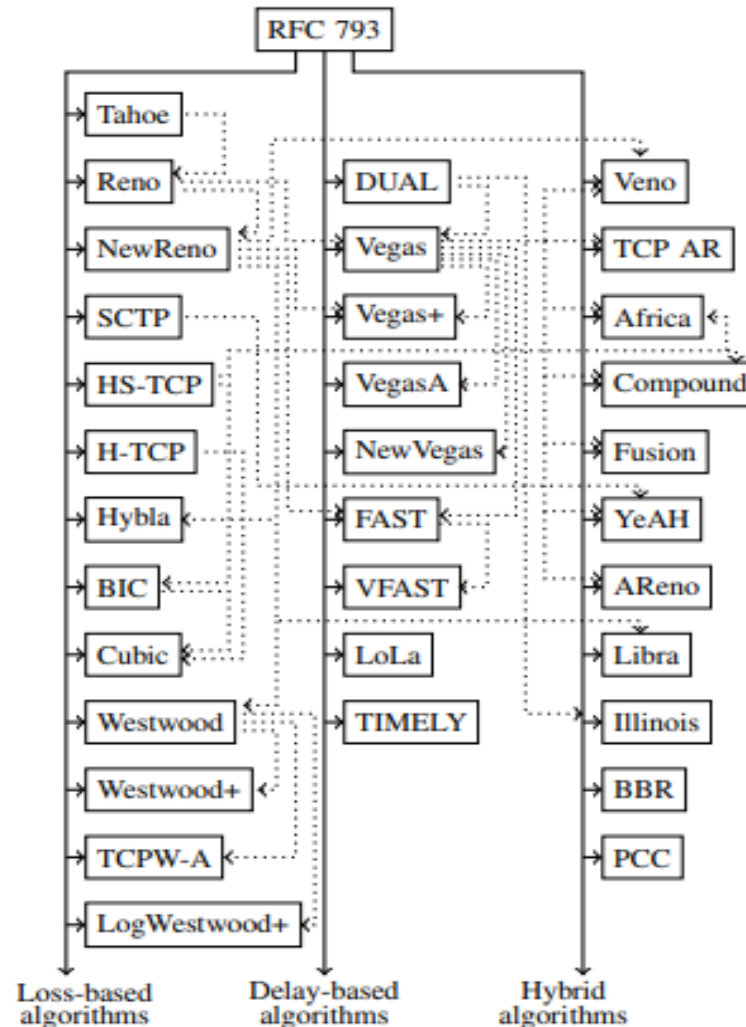 RFC 793
Tahoe
Reno
NewReno
SCTP
HS-TCP
H-TCP
Hybla
BIC
Cubic
Westwood
Westwood+
TCPW-A
LogWestwood+
Loss-based
algorithms
DUAL
Vegas
Vegas+
VegasA
NewVegas
FAST
VFAST
LoLa
TIMELY
Delay-based
algorithms
Veno
TCP AR
Africa
Compound
Fusion
YeAH
AReno
Libra
Illinois
BBR
PCC
Hybrid
algorithms